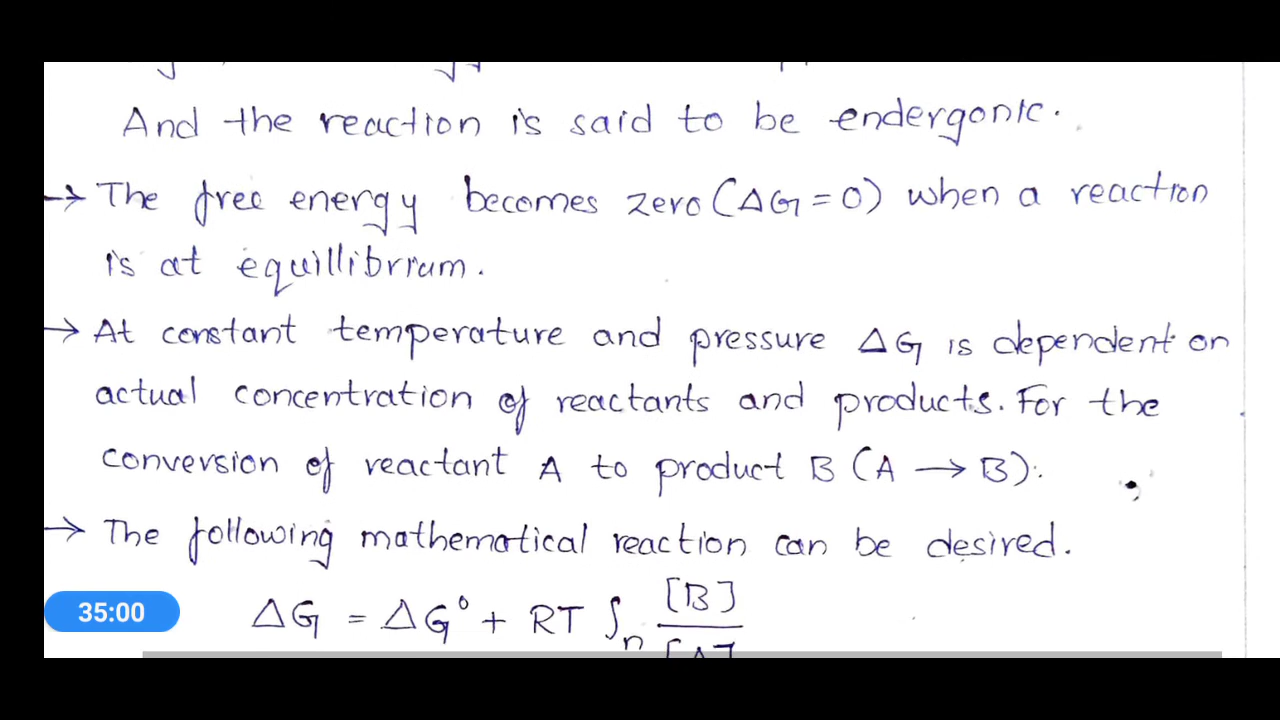 And the reaction is said to be endergonic.
→ The free energy becomes zero (ΔG = 0) when a reaction
is at equillibrium.
→ At constant temperature and pressure ΔG is dependent on
actual concentration of reactants and products. For the
conversion of reactant A to product B (A → B).
→ The following mathematical reaction can be desired.
35:00
ΔG = ΔG° + RT ∫n [B]
[A]